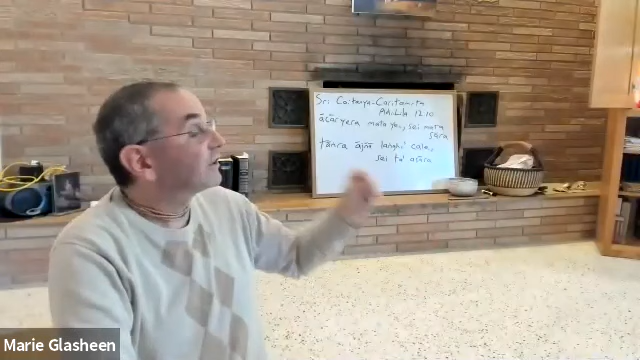 Sri Caitanya-Caritamrta
Adi-lila 12.10
ācāryera mata yei, sei mata
sāra
tāṅra ājñā laṅghi' cale,
sei ta' asāra
Marie Glasheen